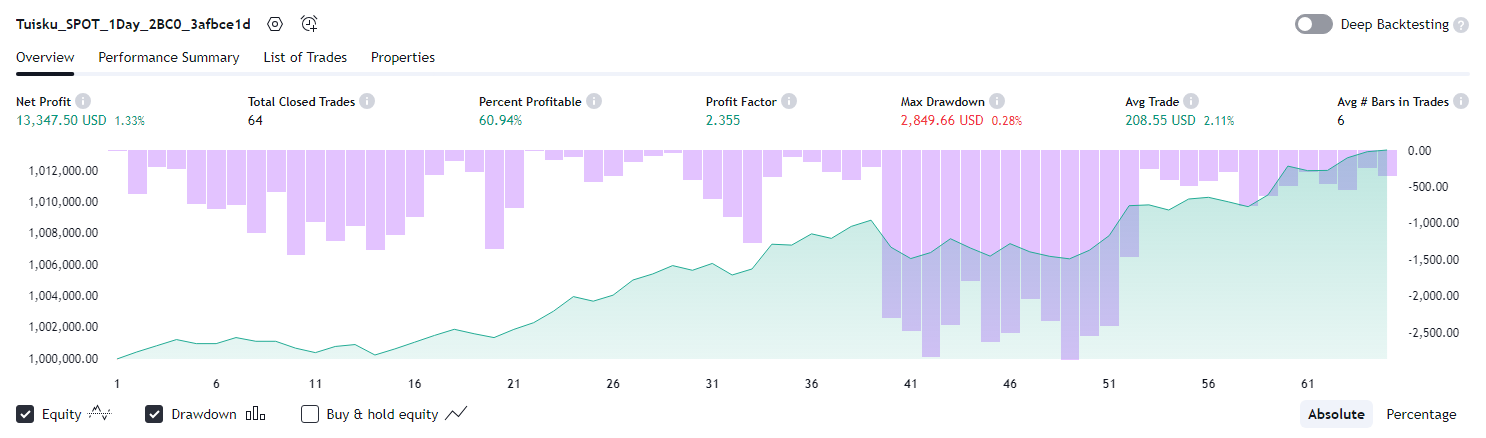 Tuisku_SPOT_1Day_2BC0_3afbce1d Deep Backtesting ?
Overview Performance Summary List of Trades Properties
Net Profit Total Closed Trades Percent Profitable Profit Factor Max Drawdown Avg Trade Avg # Bars in Trades
13,347.50 USD 1.33% 64 60.94% 2.355 2,849.66 USD 0.28% 208.55 USD 2.11% 6
0.00
1,012,000.00 -500.00
1,010,000.00 -1,000.00
1,008,000.00 -1,500.00
1,006,000.00 -2,000.00
1,004,000.00 -2,500.00
1,002,000.00
1,000,000.00
1 6 11 16 21 26 31 36 41 46 51 56 61
Equity Drawdown Buy & hold equity Absolute Percentage